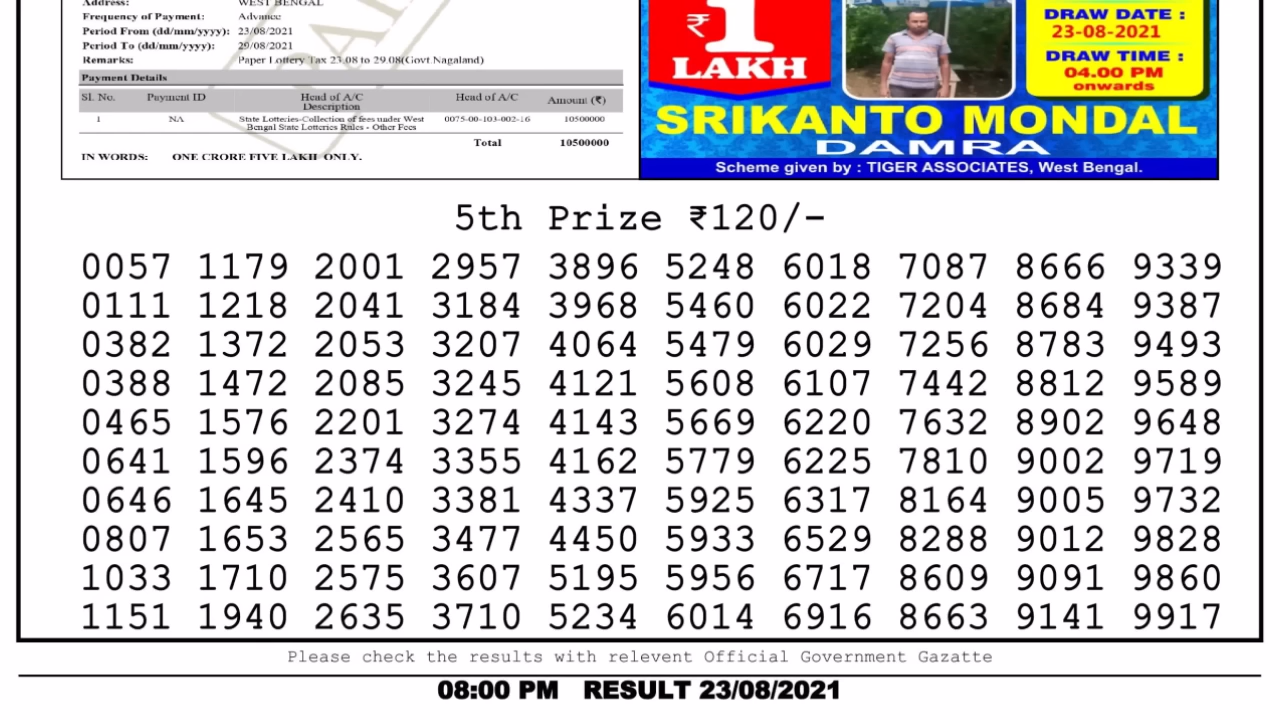 Address: WEST BENGAL
Frequency of Payment: Advance
Period From (dd/mm/yyyy): 23/08/2021
Period To (dd/mm/yyyy): 29/08/2021
Remarks: Paper Lottery Tax 23.08 to 29.08(Govt.Nagaland)
Payment Details
Sl. No. Payment ID Head of A/C Description Head of A/C Amount (₹)
1 NA State Lotteries-Collection of fees under West Bengal State Lotteries Rules - Other Fees 0075-00-103-002-16 10500000
Total 10500000
IN WORDS: ONE CRORE FIVE LAKH ONLY.
₹1
LAKH
DRAW DATE :
23-08-2021
DRAW TIME :
04.00 PM
onwards
SRIKANTO MONDAL
DAMRA
Scheme given by : TIGER ASSOCIATES, West Bengal.
5th Prize ₹120/-
0057 1179 2001 2957 3896 5248 6018 7087 8666 9339
0111 1218 2041 3184 3968 5460 6022 7204 8684 9387
0382 1372 2053 3207 4064 5479 6029 7256 8783 9493
0388 1472 2085 3245 4121 5608 6107 7442 8812 9589
0465 1576 2201 3274 4143 5669 6220 7632 8902 9648
0641 1596 2374 3355 4162 5779 6225 7810 9002 9719
0646 1645 2410 3381 4337 5925 6317 8164 9005 9732
0807 1653 2565 3477 4450 5933 6529 8288 9012 9828
1033 1710 2575 3607 5195 5956 6717 8609 9091 9860
1151 1940 2635 3710 5234 6014 6916 8663 9141 9917
Please check the results with relevent Official Government Gazatte
08:00 PM RESULT 23/08/2021